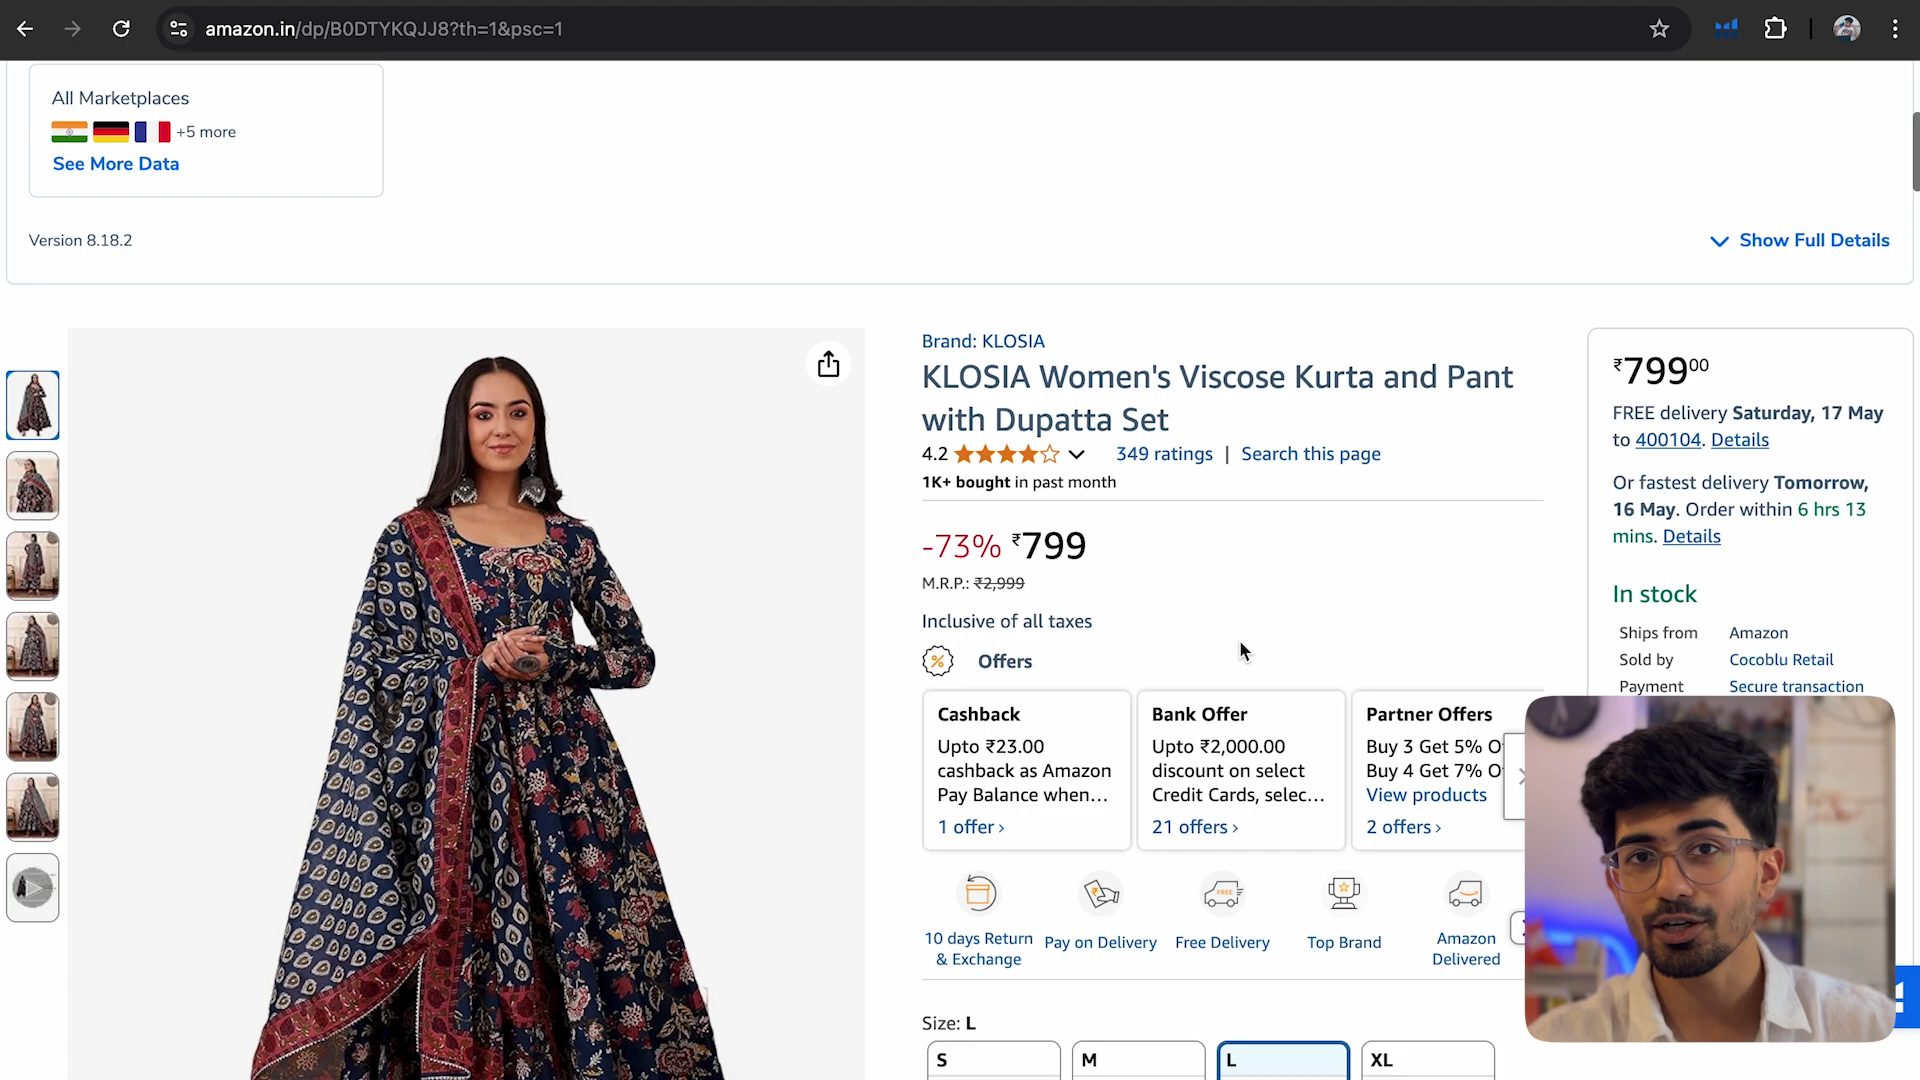 amazon.in/dp/B0DTYKQJJ8?th=1&psc=1
All Marketplaces
+5 more
See More Data
Version 8.18.2
Show Full Details
Brand: KLOSIA
KLOSIA Women's Viscose Kurta and Pant
with Dupatta Set
4.2
349 ratings | Search this page
1K+ bought in past month
-73% ₹799
M.R.P.: ₹2,999
Inclusive of all taxes
Offers
Cashback
Upto ₹23.00
cashback as Amazon
Pay Balance when...
1 offer ›
Bank Offer
Upto ₹2,000.00
discount on select
Credit Cards, selec...
21 offers ›
Partner Offers
Buy 3 Get 5% O
Buy 4 Get 7% O
View products
2 offers ›
10 days Return
& Exchange
Pay on Delivery
FREE
Free Delivery
Top Brand
Amazon
Delivered
Size: L
S
M
L
XL
₹79900
FREE delivery Saturday, 17 May
to 400104. Details
Or fastest delivery Tomorrow,
16 May. Order within 6 hrs 13
mins. Details
In stock
Ships from Amazon
Sold by Cocoblu Retail
Payment Secure transaction